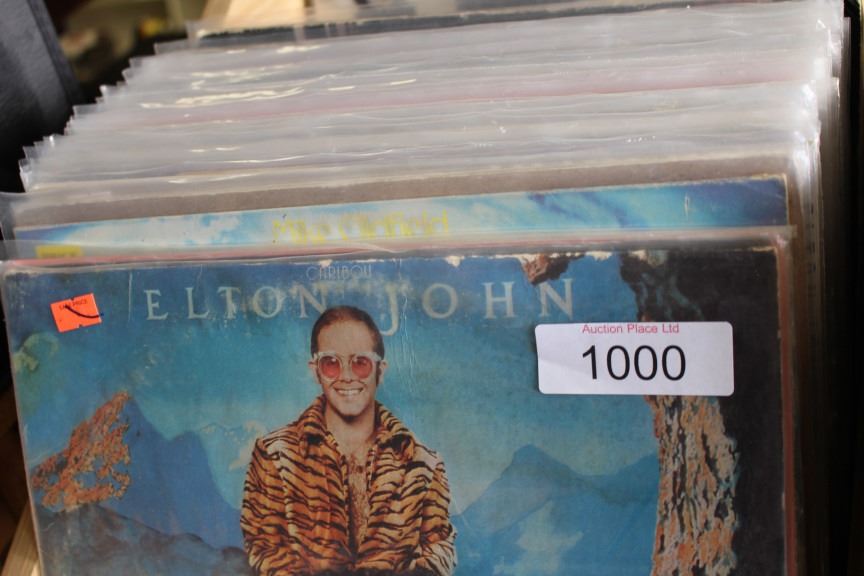 Mike Oldfield
CARIBOU
ELTON JOHN
Auction Place Ltd
1000